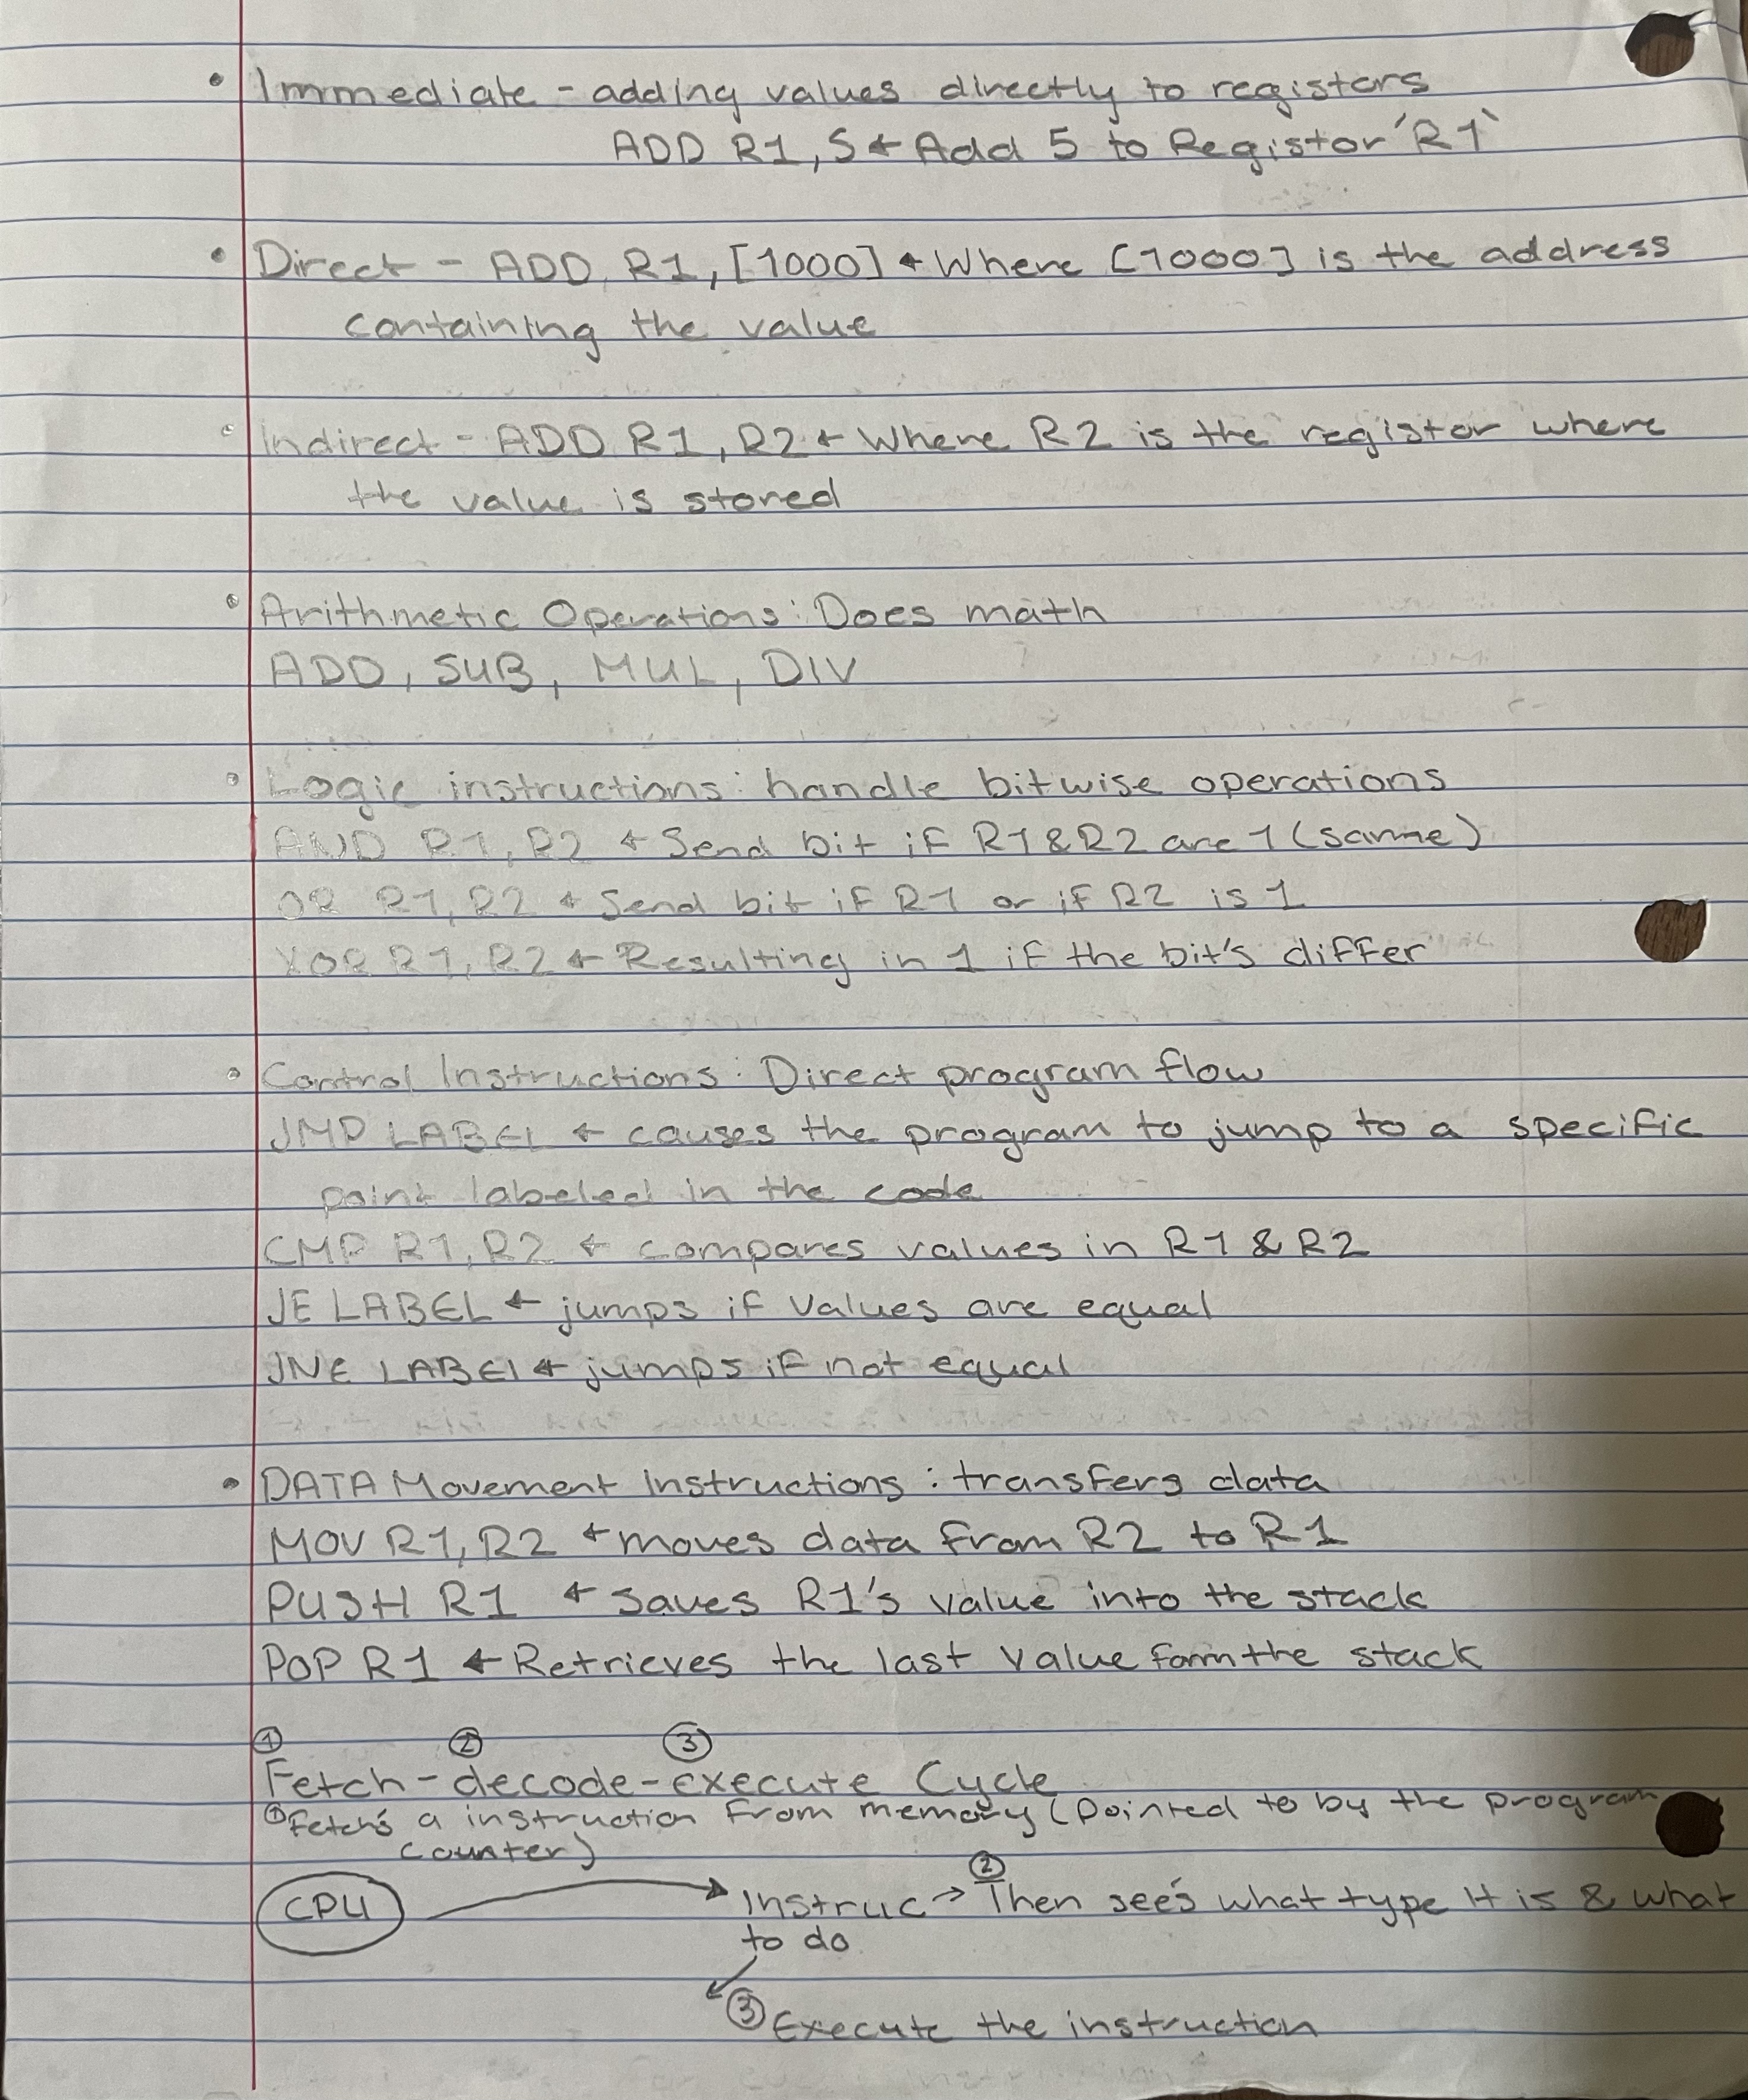 • Immediate - adding values directly to registors
ADD R1, 5 ← Add 5 to Registor 'R1'
• Direct - ADD R1, [1000] ← Where [1000] is the address
containing the value
• Indirect - ADD R1, R2 ← Where R2 is the registor where
the value is stored
• Arithmetic Operations: Does math
ADD, SUB, MUL, DIV
• Logic instructions: handle bitwise operations
AND R1, R2 ← Send bit if R1 & R2 are 1 (same)
OR R1, R2 ← Send bit if R1 or if R2 is 1
XOR R1, R2 ← Resulting in 1 if the bit's differ
• Control Instructions: Direct program flow
JMP LABEL ← causes the program to jump to a specific
point labeled in the code
CMP R1, R2 ← compares values in R1 & R2
JE LABEL ← jumps if values are equal
JNE LABEL ← jumps if not equal
• DATA Movement Instructions: transfers data
MOV R1, R2 ← moves data from R2 to R1
PUSH R1 ← saves R1's value into the stack
POP R1 ← Retrieves the last value form the stack
① ② ③
Fetch-decode-execute Cycle
① Fetch's a instruction from memory (pointed to by the program
counter)
CPU → Instruc → ② Then see's what type it is & what
to do
③ Execute the instruction